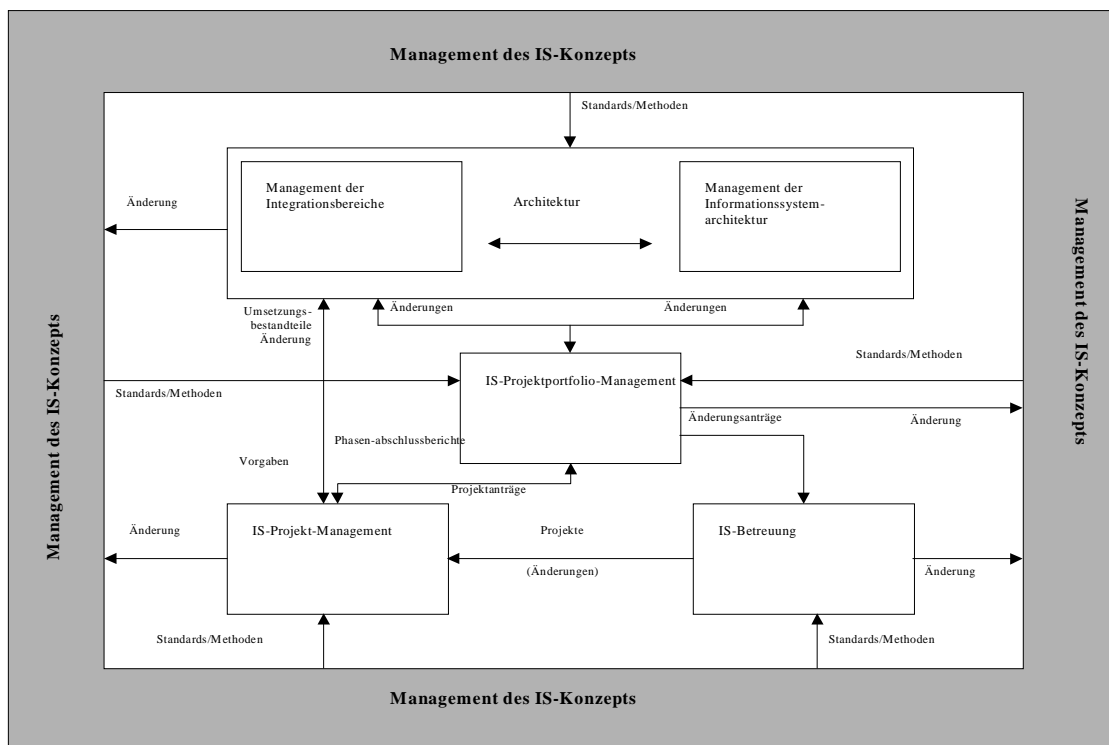 Management des IS-Konzepts
Standards/Methoden
Management der
Integrationsbereiche
Architektur
Management der
Informationssystem-
architektur
Änderung
Management des IS-Konzepts
Management des IS-Konzepts
Umsetzungs-
bestandteile
Änderung
Änderungen
Änderungen
Standards/Methoden
IS-Projektportfolio-Management
Standards/Methoden
Änderungsanträge
Änderung
Phasen-abschlussberichte
Vorgaben
Projektanträge
IS-Projekt-Management
Änderung
Projekte
(Änderungen)
IS-Betreuung
Änderung
Standards/Methoden
Standards/Methoden
Management des IS-Konzepts